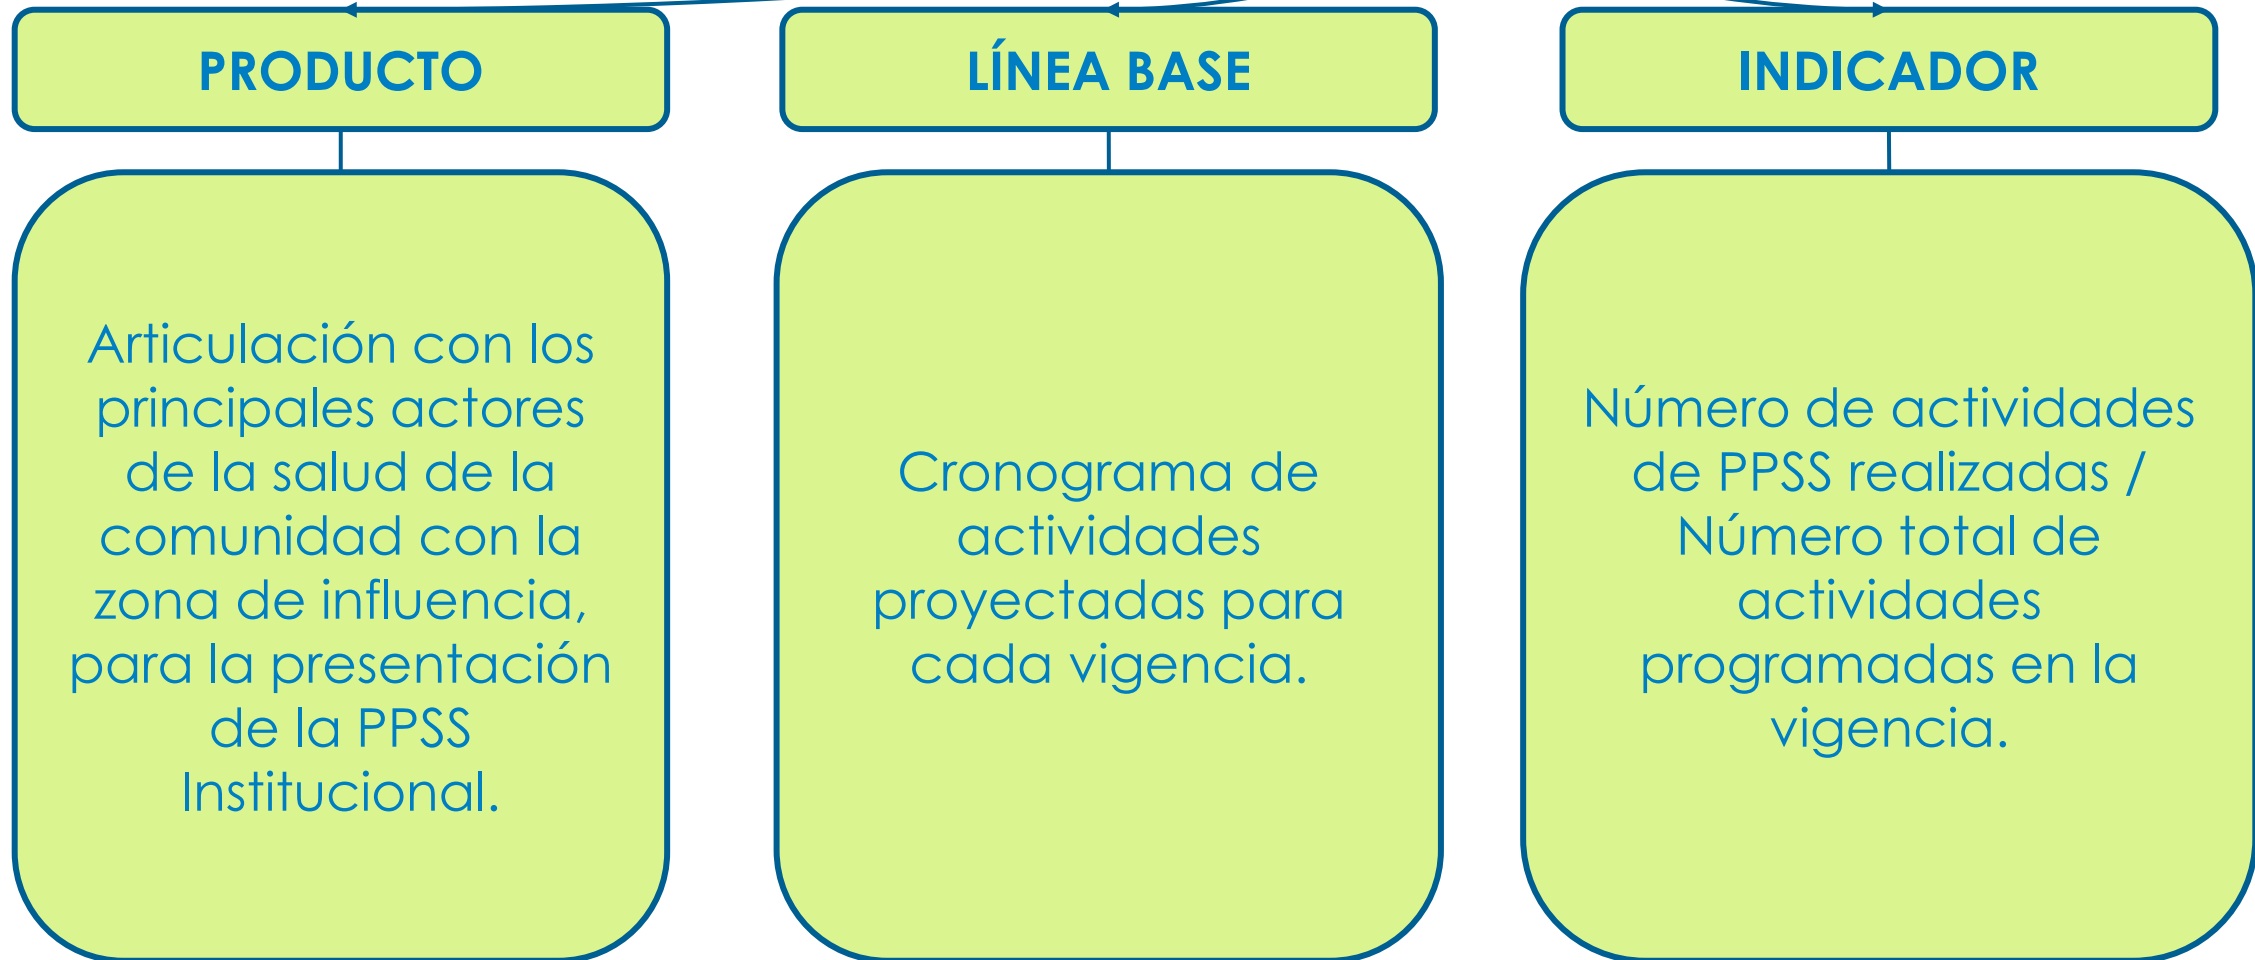 PRODUCTO
Articulación con los
principales actores
de la salud de la
comunidad con la
zona de influencia,
para la presentación
de la PPSS
Institucional.
LÍNEA BASE
Cronograma de
actividades
proyectadas para
cada vigencia.
INDICADOR
Número de actividades
de PPSS realizadas /
Número total de
actividades
programadas en la
vigencia.